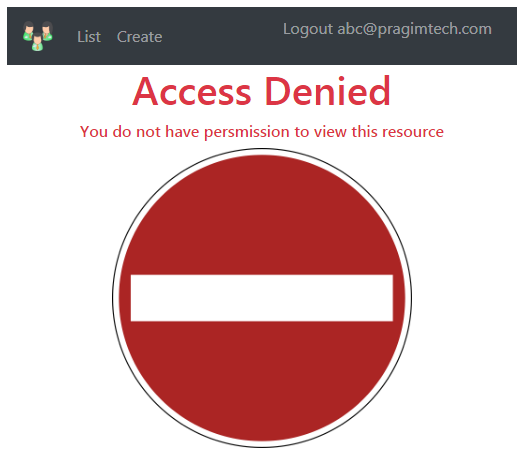 List Create Logout abc@pragimtech.com
Access Denied
You do not have persmission to view this resource